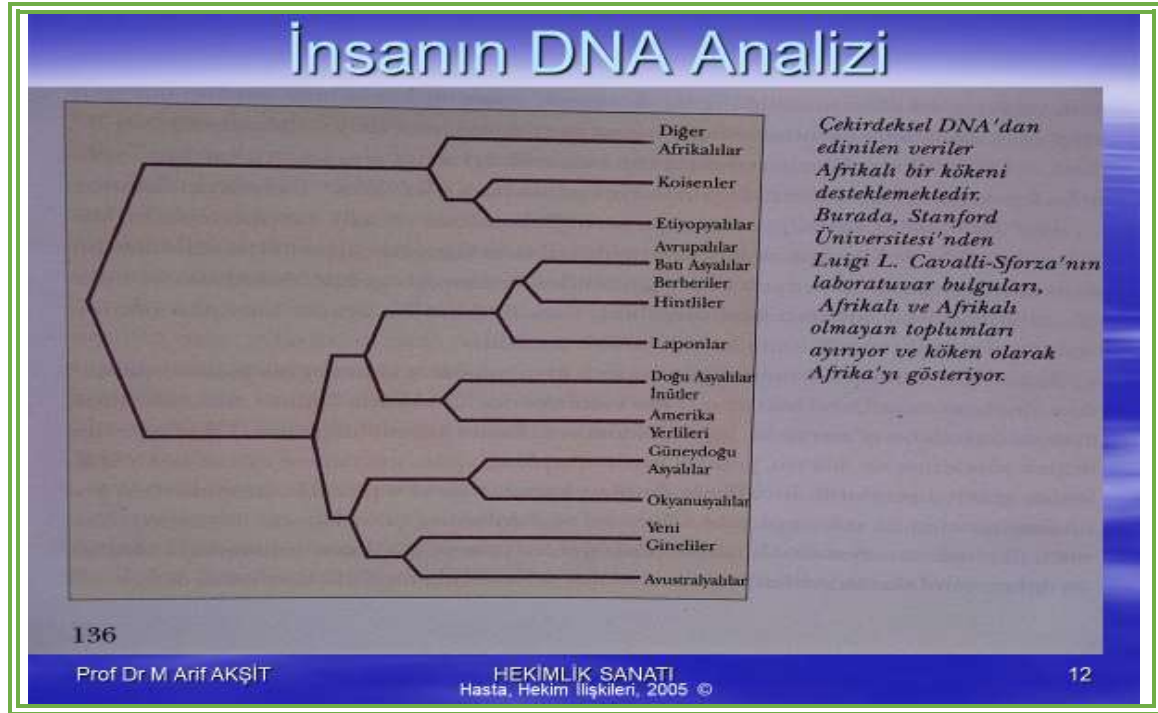 İnsanın DNA Analizi
Diğer
Afrikalılar
Koisenler
Etiyopyalılar
Avrupalılar
Batı Asyalılar
Berberiler
Hintliler
Laponlar
Doğu Asyalılar
İnütler
Amerika
Yerlileri
Güneydoğu
Asyalılar
Okyanusyahlar
Yeni
Gineliler
Avustralyalılar
Çekirdeksel DNA'dan
edinilen veriler
Afrikalı bir kökeni
desteklemektedir.
Burada, Stanford
Üniversitesi'nden
Luigi L. Cavalli-Sforza'nın
laboratuvar bulguları,
Afrikalı ve Afrikalı
olmayan toplumları
ayırıyor ve köken olarak
Afrika'yı gösteriyor.
136
Prof Dr M Arif AKŞİT
HEKİMLİK SANATI
Hasta, Hekim İlişkileri, 2005 ©
12